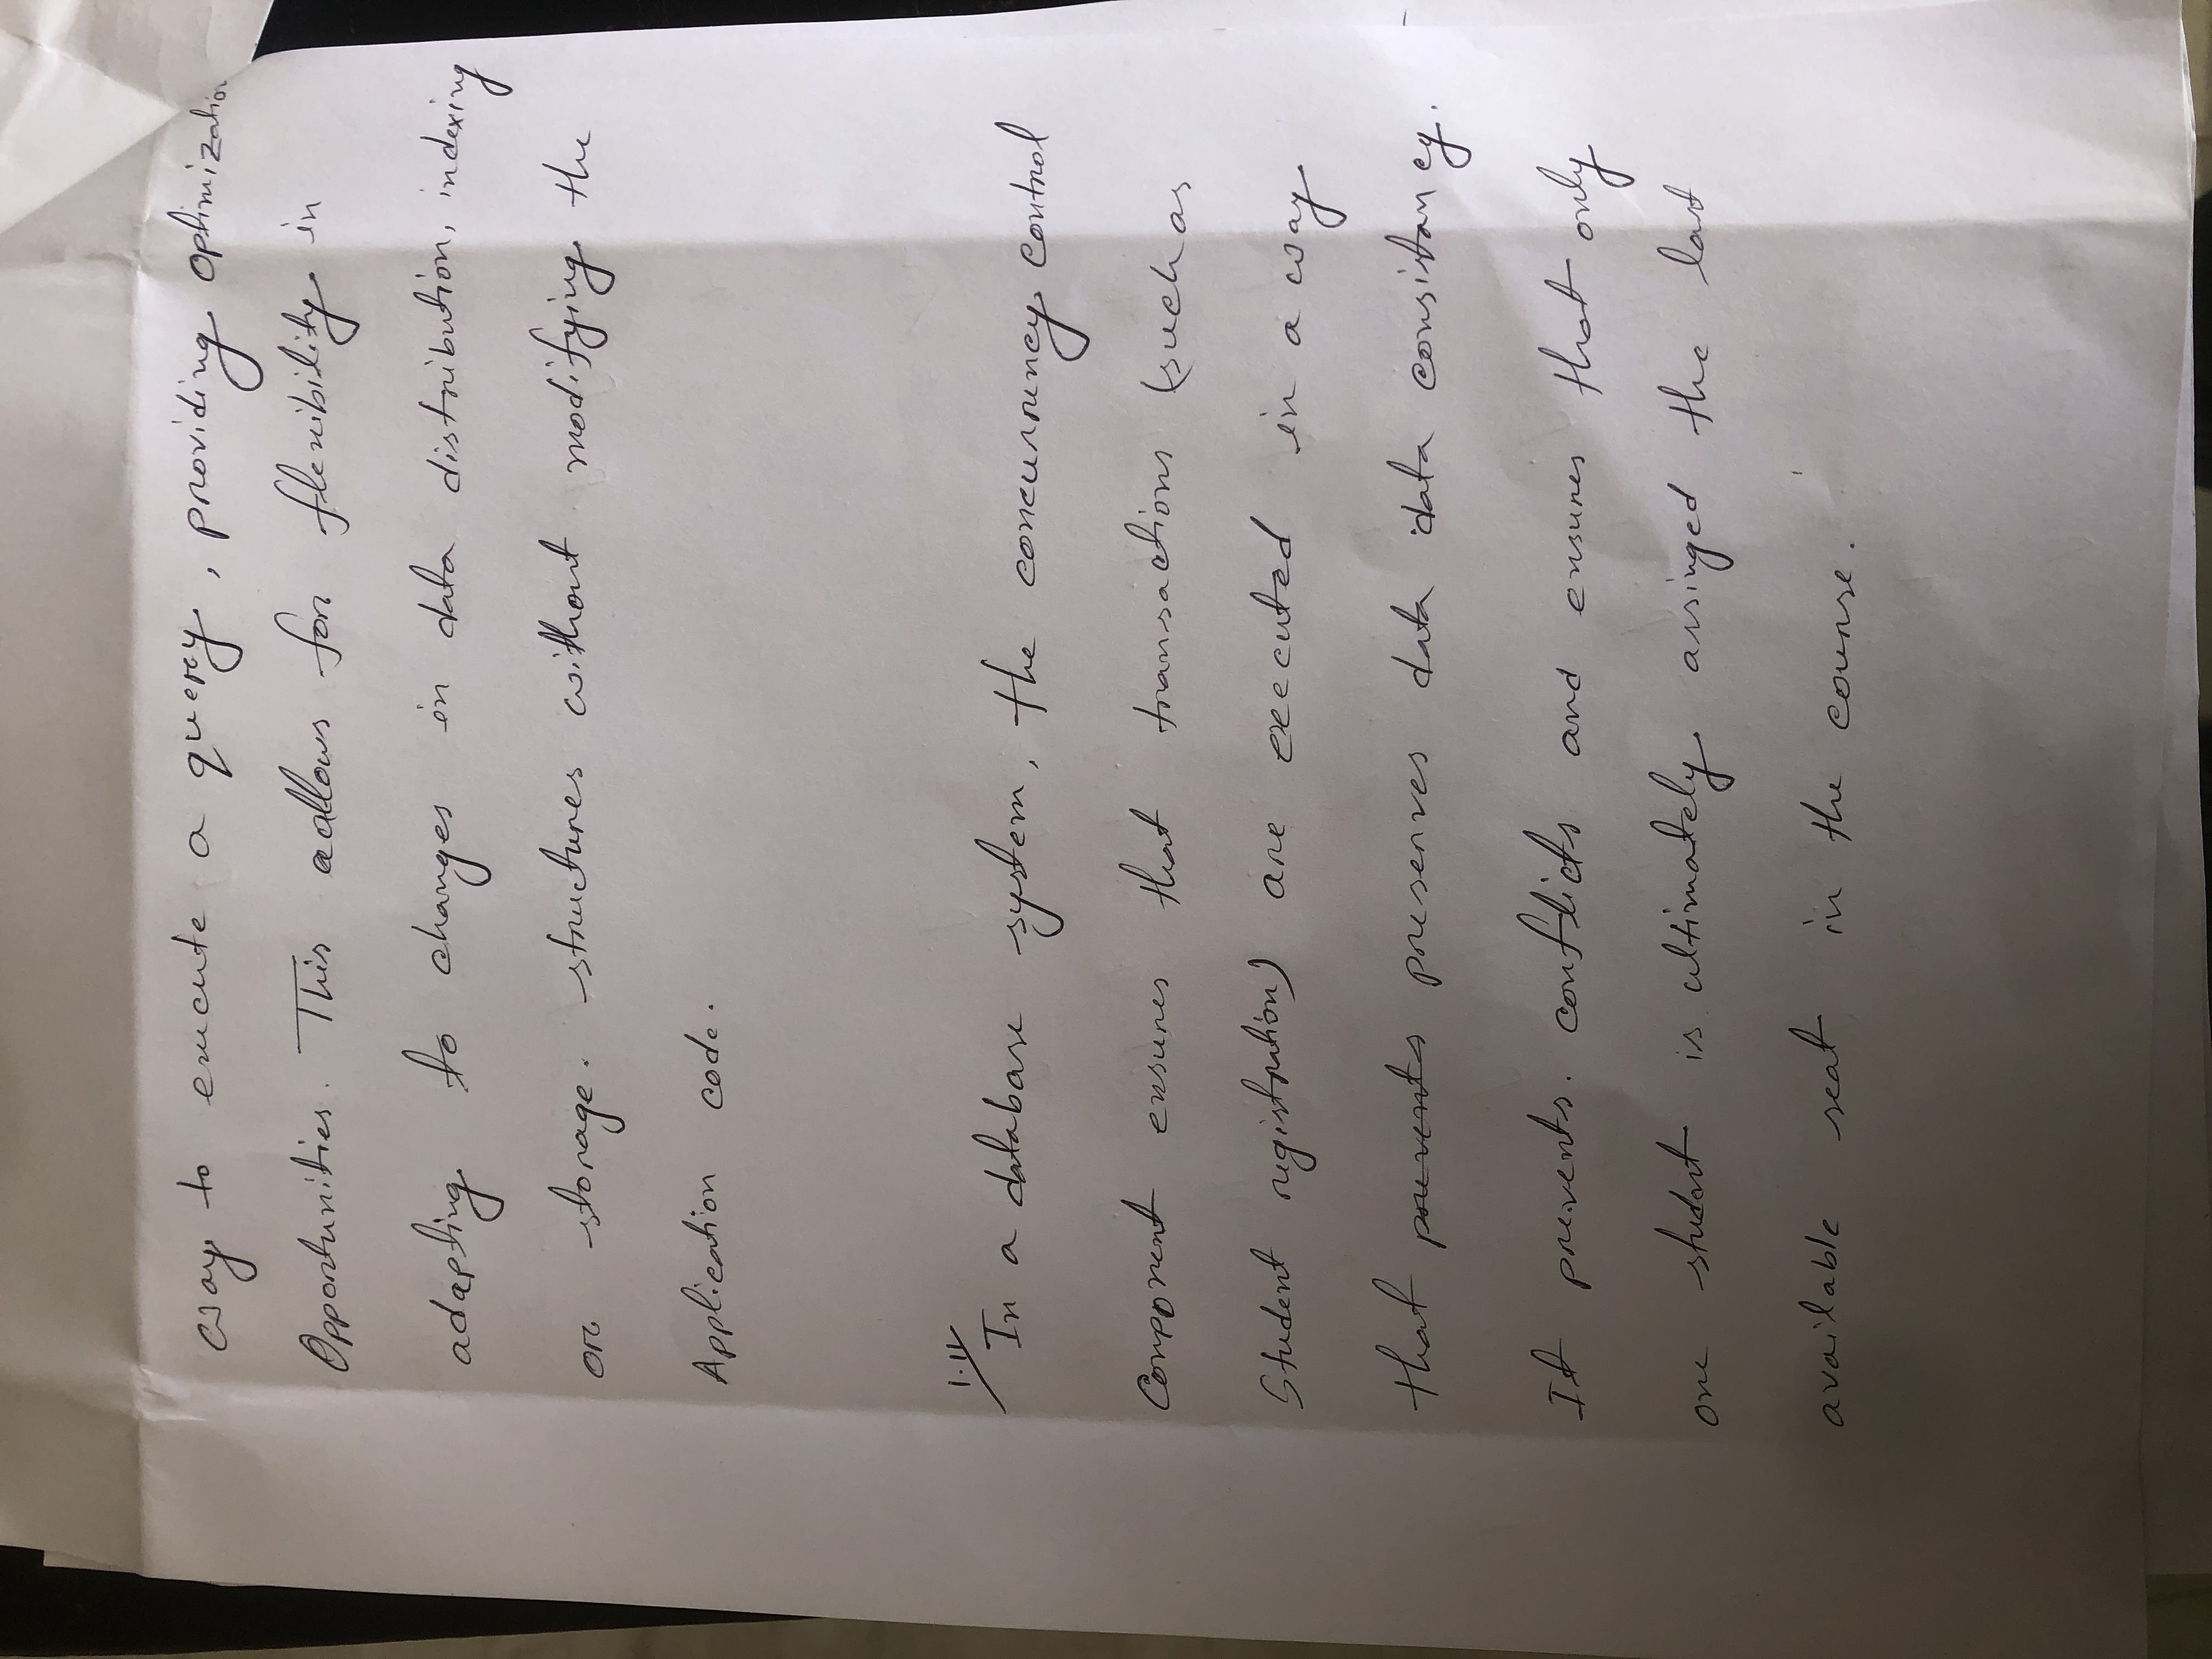 way to execute a query, providing optimization
Opportunities. This aallows for flexibility in
adapting to changes in data distribution, indexing
or storage. structures without modifying the
Application code.
1.11
In a database system, the concurrency control
Component ensures that transactions (such as
Student registration) are executed in a way
that prevents preserves data data consistancy.
It prevents. conflicts and ensures that only
one student is ultimately assinged the last
available seat in the course.